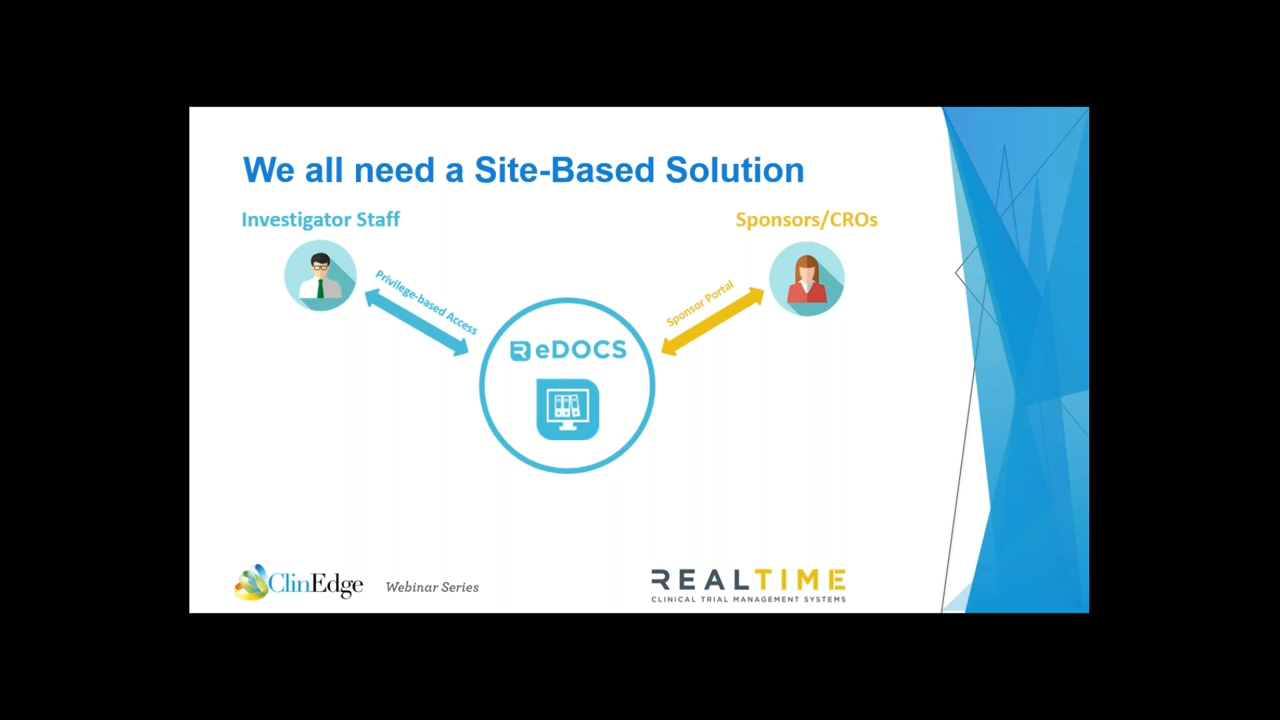 We all need a Site-Based Solution
Investigator Staff
Sponsors/CROs
Privilege-based Access
Sponsor Portal
R eDOCS
ClinEdge
Webinar Series
REALTIME
CLINICAL TRIAL MANAGEMENT SYSTEMS